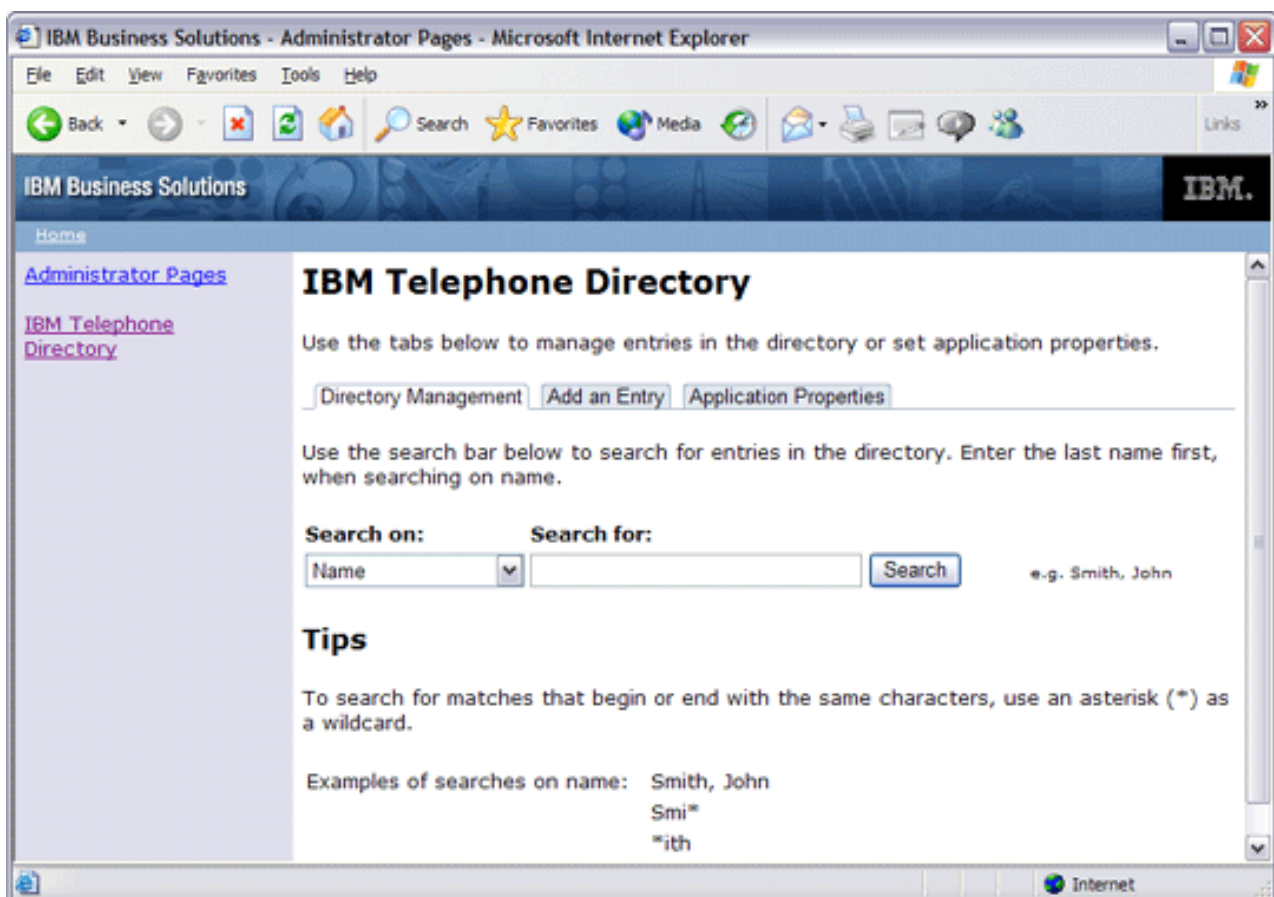 IBM Business Solutions - Administrator Pages - Microsoft Internet Explorer
File Edit View Favorites Tools Help
Back Search Favorites Media Links
IBM Business Solutions IBM.
Home
Administrator Pages
IBM Telephone
Directory
IBM Telephone Directory
Use the tabs below to manage entries in the directory or set application properties.
Directory Management Add an Entry Application Properties
Use the search bar below to search for entries in the directory. Enter the last name first,
when searching on name.
Search on: Search for:
Name Search e.g. Smith, John
Tips
To search for matches that begin or end with the same characters, use an asterisk (*) as
a wildcard.
Examples of searches on name: Smith, John
Smi*
*ith
Internet